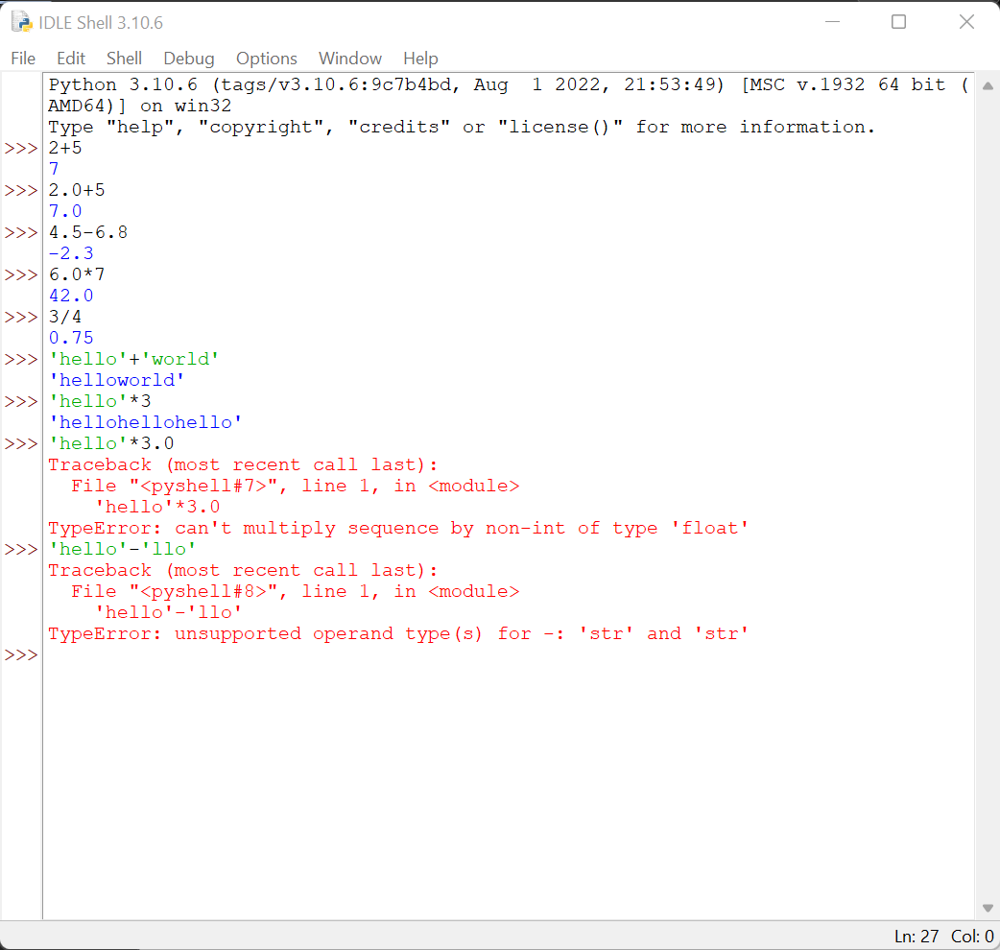 IDLE Shell 3.10.6
File Edit Shell Debug Options Window Help
Python 3.10.6 (tags/v3.10.6:9c7b4bd, Aug  1 2022, 21:53:49) [MSC v.1932 64 bit (
AMD64)] on win32
Type "help", "copyright", "credits" or "license()" for more information.
>>> 2+5
7
>>> 2.0+5
7.0
>>> 4.5-6.8
-2.3
>>> 6.0*7
42.0
>>> 3/4
0.75
>>> 'hello'+'world'
'helloworld'
>>> 'hello'*3
'hellohellohello'
>>> 'hello'*3.0
Traceback (most recent call last):
  File "<pyshell#7>", line 1, in <module>
    'hello'*3.0
TypeError: can't multiply sequence by non-int of type 'float'
>>> 'hello'-'llo'
Traceback (most recent call last):
  File "<pyshell#8>", line 1, in <module>
    'hello'-'llo'
TypeError: unsupported operand type(s) for -: 'str' and 'str'
>>>
Ln: 27 Col: 0